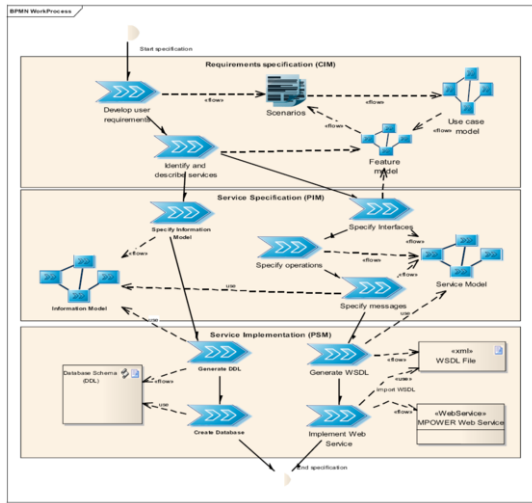 BPMN WorkProcess
Start specification
Requirements specification (CIM)
Develop user
requirements
«flow»
Scenarios
«flow»
Use case
model
«flow»
«flow»
Feature
model
Identify and
describe services
Service Specification (PIM)
Specify Information
Model
Specify Interfaces
«flow»
«flow»
Specify operations
«flow»
«flow»
Service Model
Information Model
use
Specify messages
use
use
Service Implementation (PSM)
Database Schema
(DDL)
«flow»
Generate DDL
Generate WSDL
«flow»
«use»
«xml»
WSDL File
import WSDL
use
Create Database
Implement Web
Service
«flow»
«WebService»
MPOWER Web Service
End specification